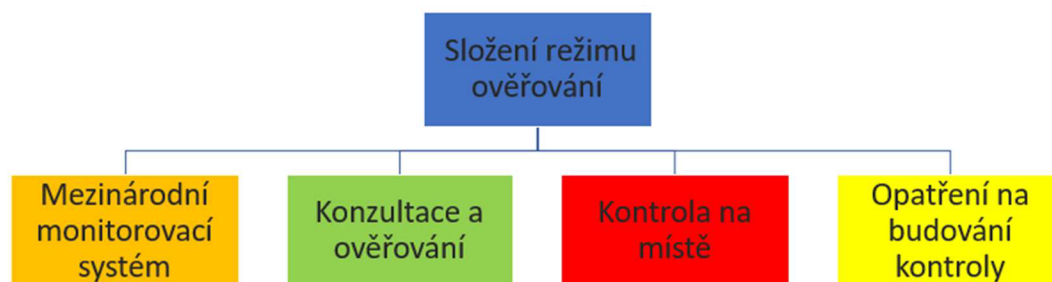 Složení režimu
ověřování
Mezinárodní
monitorovací
systém
Konzultace a
ověřování
Kontrola na
místě
Opatření na
budování
kontroly